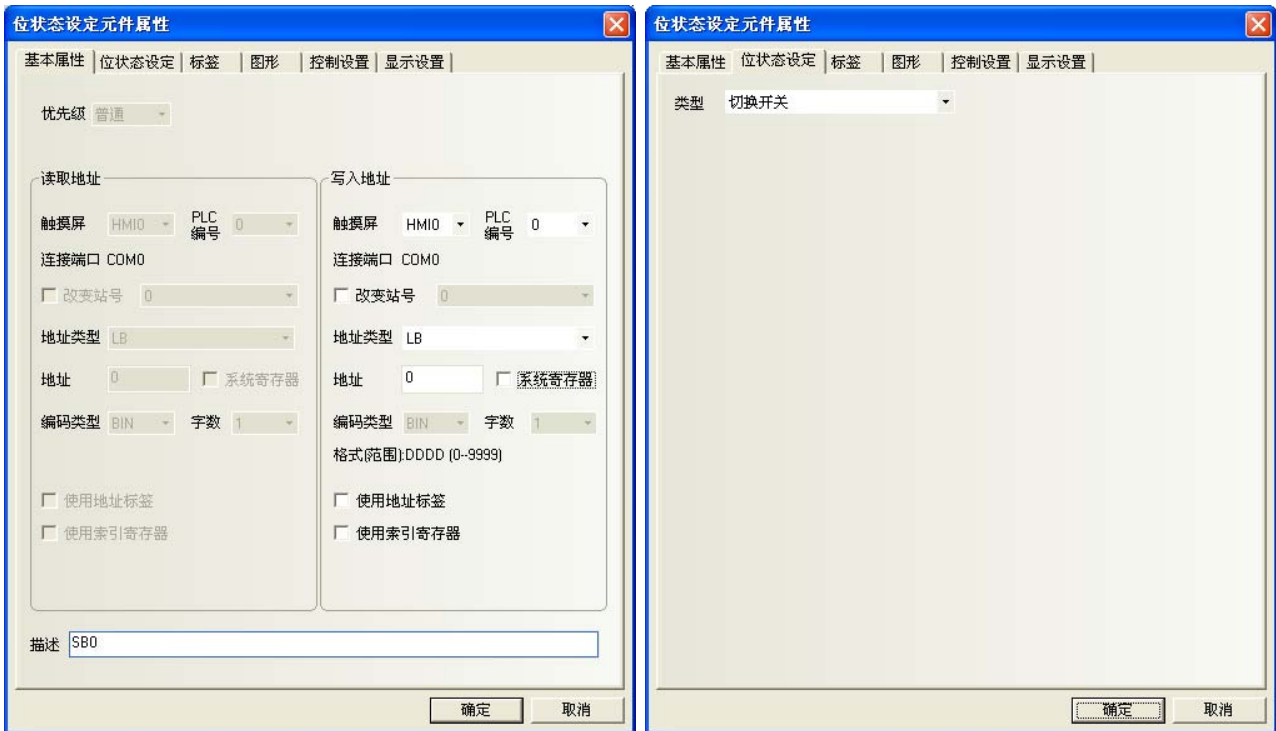 位状态设定元件属性
基本属性 位状态设定 标签 图形 控制设置 显示设置
优先级 普通
读取地址
触摸屏 HMI0 PLC编号 0
连接端口 COM0
改变站号 0
地址类型 LB
地址 0 系统寄存器
编码类型 BIN 字数 1
使用地址标签
使用索引寄存器
写入地址
触摸屏 HMI0 PLC编号 0
连接端口 COM0
改变站号 0
地址类型 LB
地址 0 系统寄存器
编码类型 BIN 字数 1
格式(范围):DDDD (0--9999)
使用地址标签
使用索引寄存器
描述 SB0
确定 取消
位状态设定元件属性
基本属性 位状态设定 标签 图形 控制设置 显示设置
类型 切换开关
确定 取消